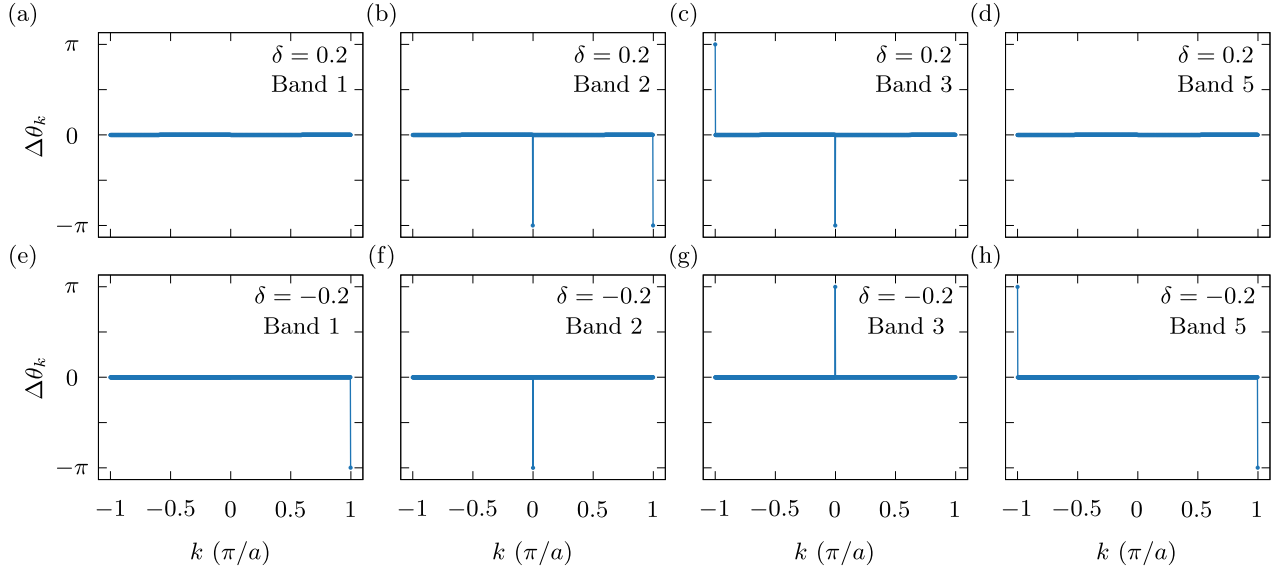 (a) (b) (c) (d)
δ = 0.2 δ = 0.2 δ = 0.2 δ = 0.2
Band 1 Band 2 Band 3 Band 5
π
0
−π
Δθₖ
(e) (f) (g) (h)
δ = −0.2 δ = −0.2 δ = −0.2 δ = −0.2
Band 1 Band 2 Band 3 Band 5
π
0
−π
Δθₖ
−1 −0.5 0 0.5 1 −1 −0.5 0 0.5 1 −1 −0.5 0 0.5 1 −1 −0.5 0 0.5 1
k (π/a) k (π/a) k (π/a) k (π/a)